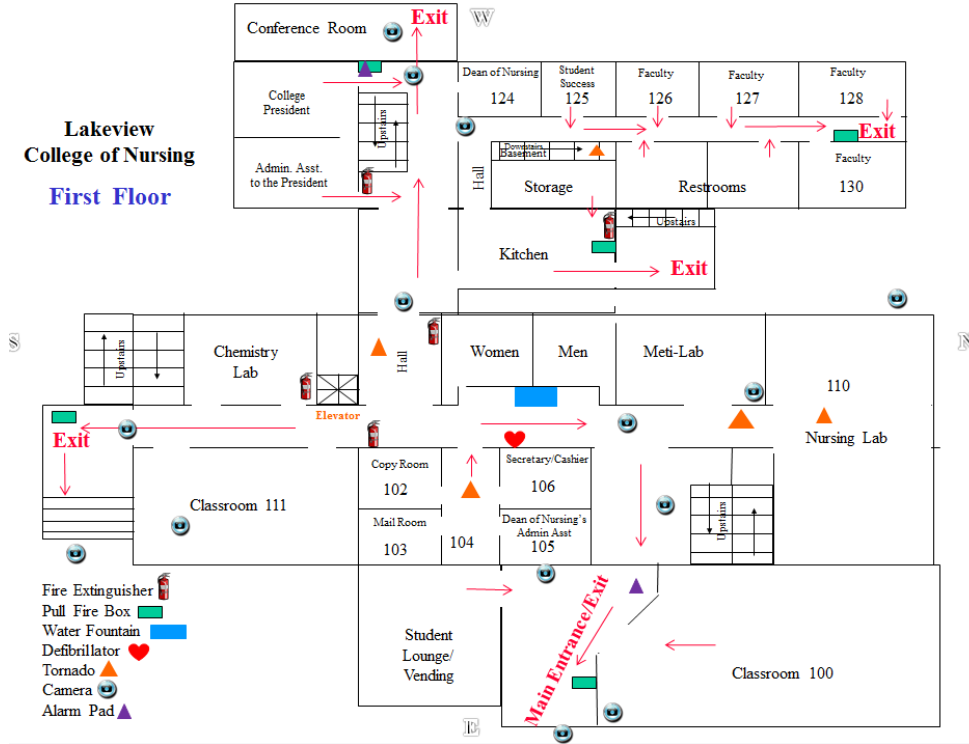 W
Exit
Conference Room
Lakeview
College of Nursing
First Floor
College
President
Admin. Asst.
to the President
Upstairs
Dean of Nursing
124
Student
Success
125
Faculty
126
Faculty
127
Faculty
128
Exit
Faculty
130
Downstairs
Basement
Hall
Storage
Restrooms
Upstairs
Kitchen
Exit
S
N
Upstairs
Chemistry
Lab
Hall
Women
Men
Meti-Lab
110
Nursing Lab
Elevator
Exit
Classroom 111
Copy Room
102
Mail Room
103
104
Secretary/Cashier
106
Dean of Nursing's
Admin Asst
105
Upstairs
Fire Extinguisher
Pull Fire Box
Water Fountain
Defibrillator
Tornado
Camera
Alarm Pad
Student
Lounge/
Vending
Main Entrance/Exit
Classroom 100
E